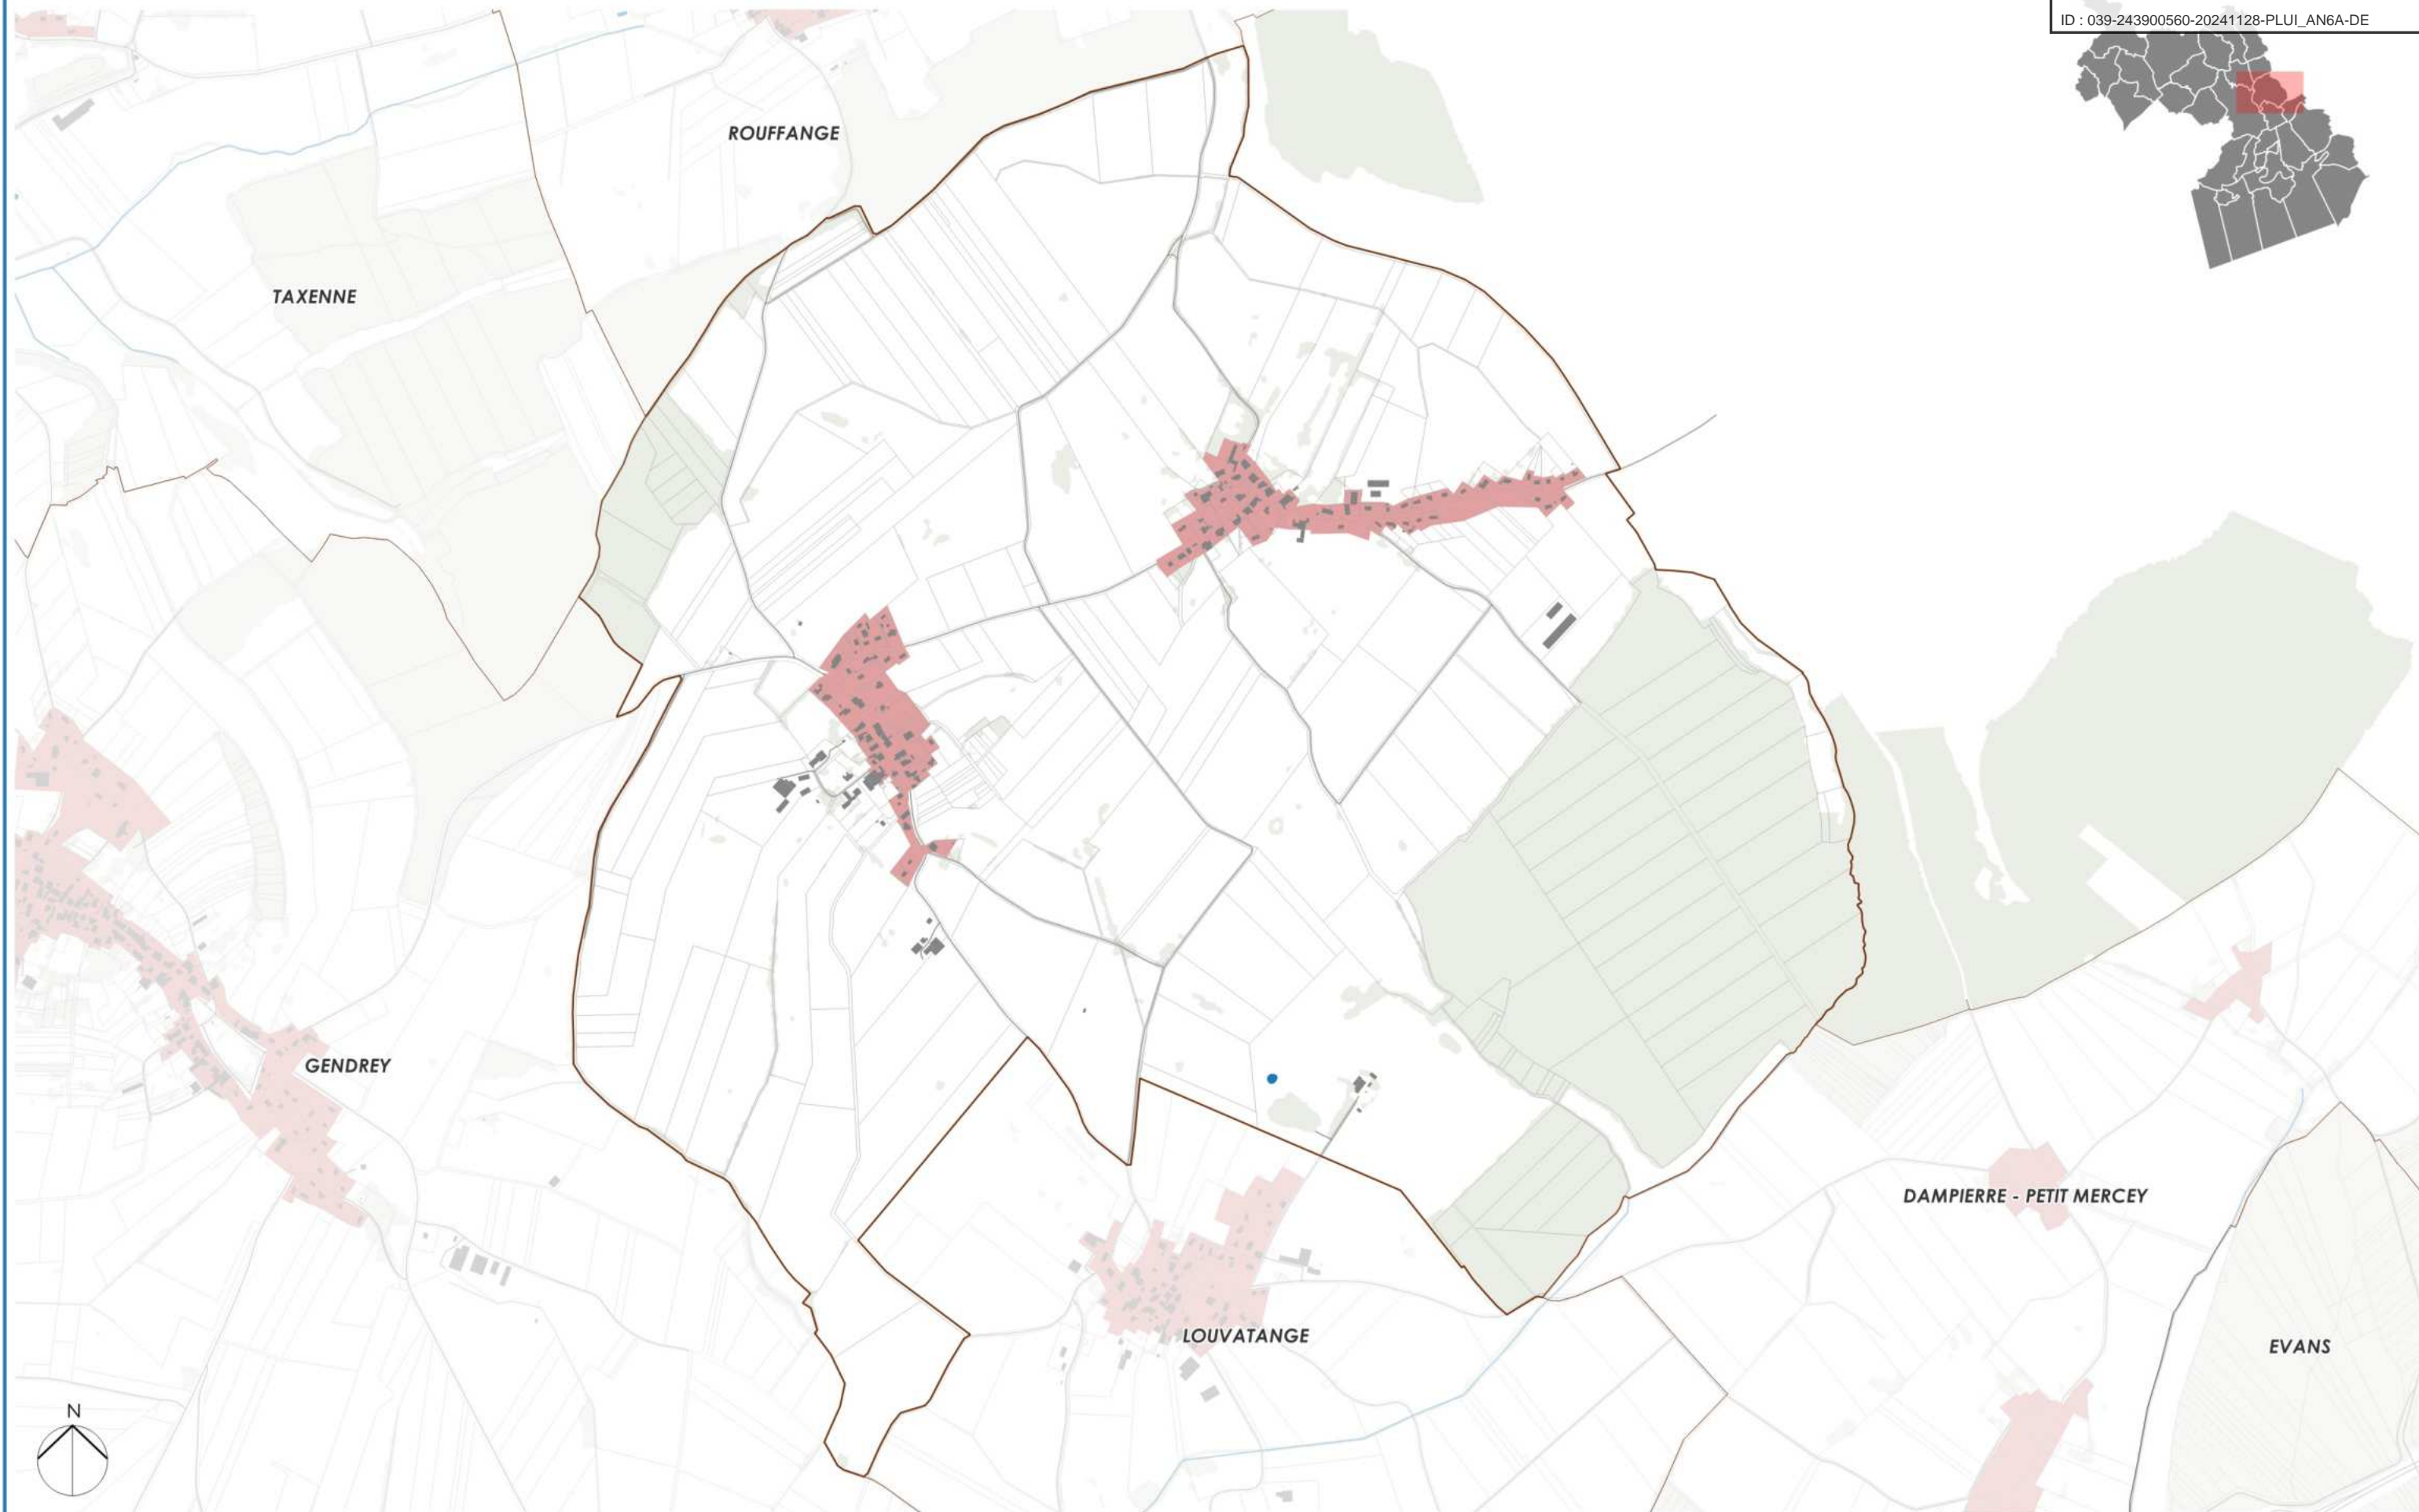 ID : 039-243900560-20241128-PLUI_AN6A-DE
ROUFFANGE
TAXENNE
GENDREY
DAMPIERRE - PETIT MERCEY
LOUVATANGE
EVANS
N